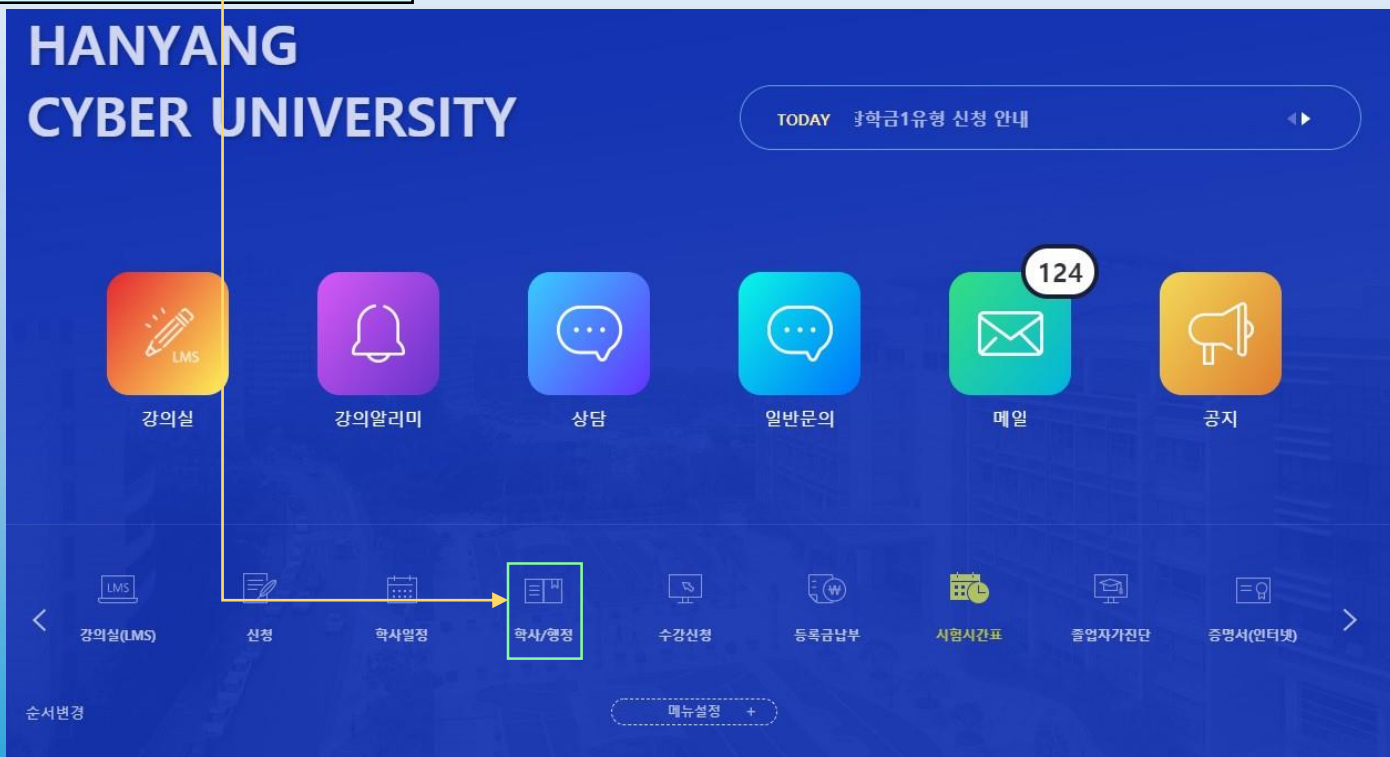 HANYANG
CYBER UNIVERSITY
TODAY 장학금1유형 신청 안내
124
LMS
강의실
강의알리미
상담
일반문의
메일
공지
LMS
강의실(LMS)
신청
학사일정
학사/행정
수강신청
등록금납부
시험시간표
졸업자가진단
증명서(인터넷)
순서변경
메뉴설정 +